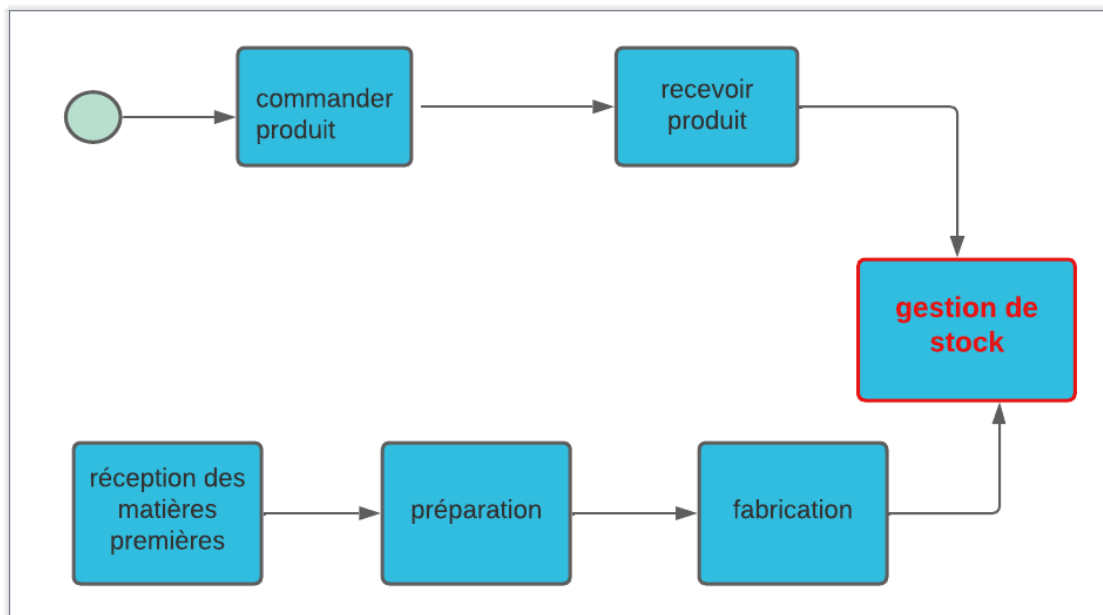 commander
produit
recevoir
produit
gestion de
stock
réception des
matières
premières
préparation
fabrication